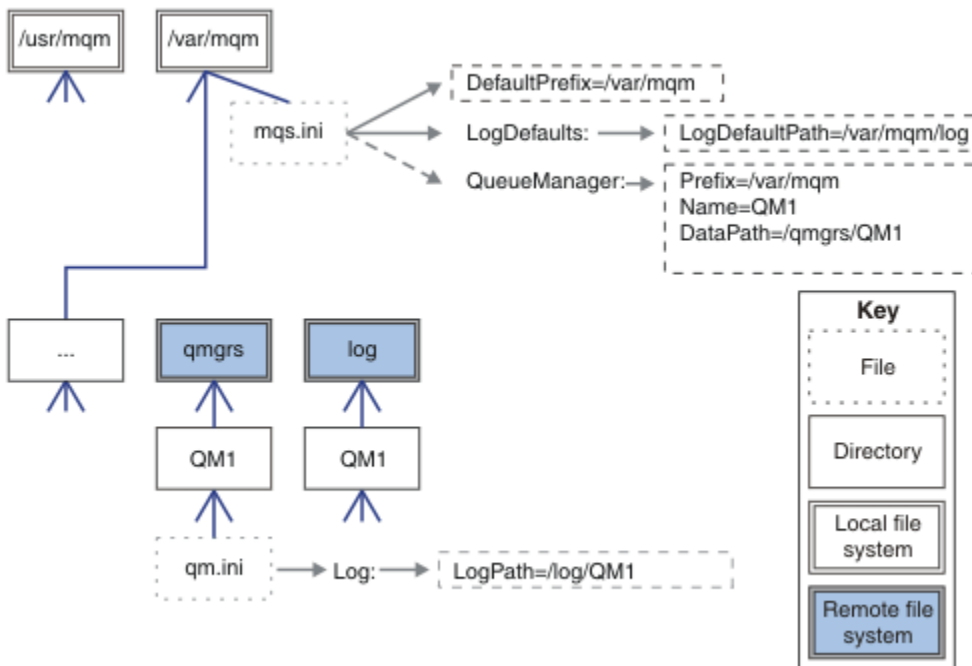 /usr/mqm
/var/mqm
mqs.ini
DefaultPrefix=/var/mqm
LogDefaults:
LogDefaultPath=/var/mqm/log
QueueManager:
Prefix=/var/mqm
Name=QM1
DataPath=/qmgrs/QM1
...
qmgrs
log
QM1
QM1
qm.ini
Log:
LogPath=/log/QM1
Key
File
Directory
Local file
system
Remote file
system